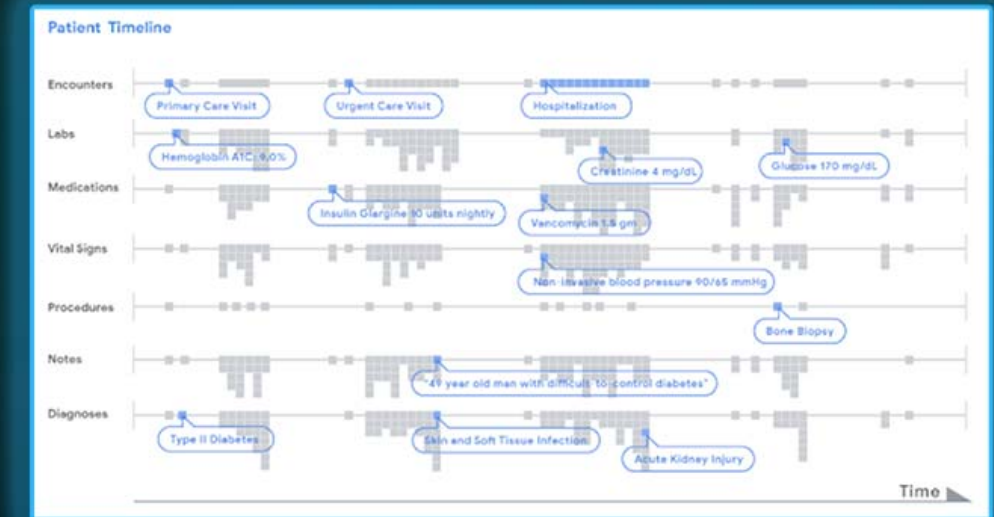 Patient Timeline
Encounters
Primary Care Visit
Urgent Care Visit
Hospitalization
Labs
Hemoglobin A1C: 9.0%
Creatinine 4 mg/dL
Glucose 170 mg/dL
Medications
Insulin Glargine 10 units nightly
Vancomycin 1.5 gm
Vital Signs
Non-invasive blood pressure 90/65 mmHg
Procedures
Bone Biopsy
Notes
"49 year old man with difficult-to-control diabetes"
Diagnoses
Type II Diabetes
Skin and Soft Tissue Infection
Acute Kidney Injury
Time